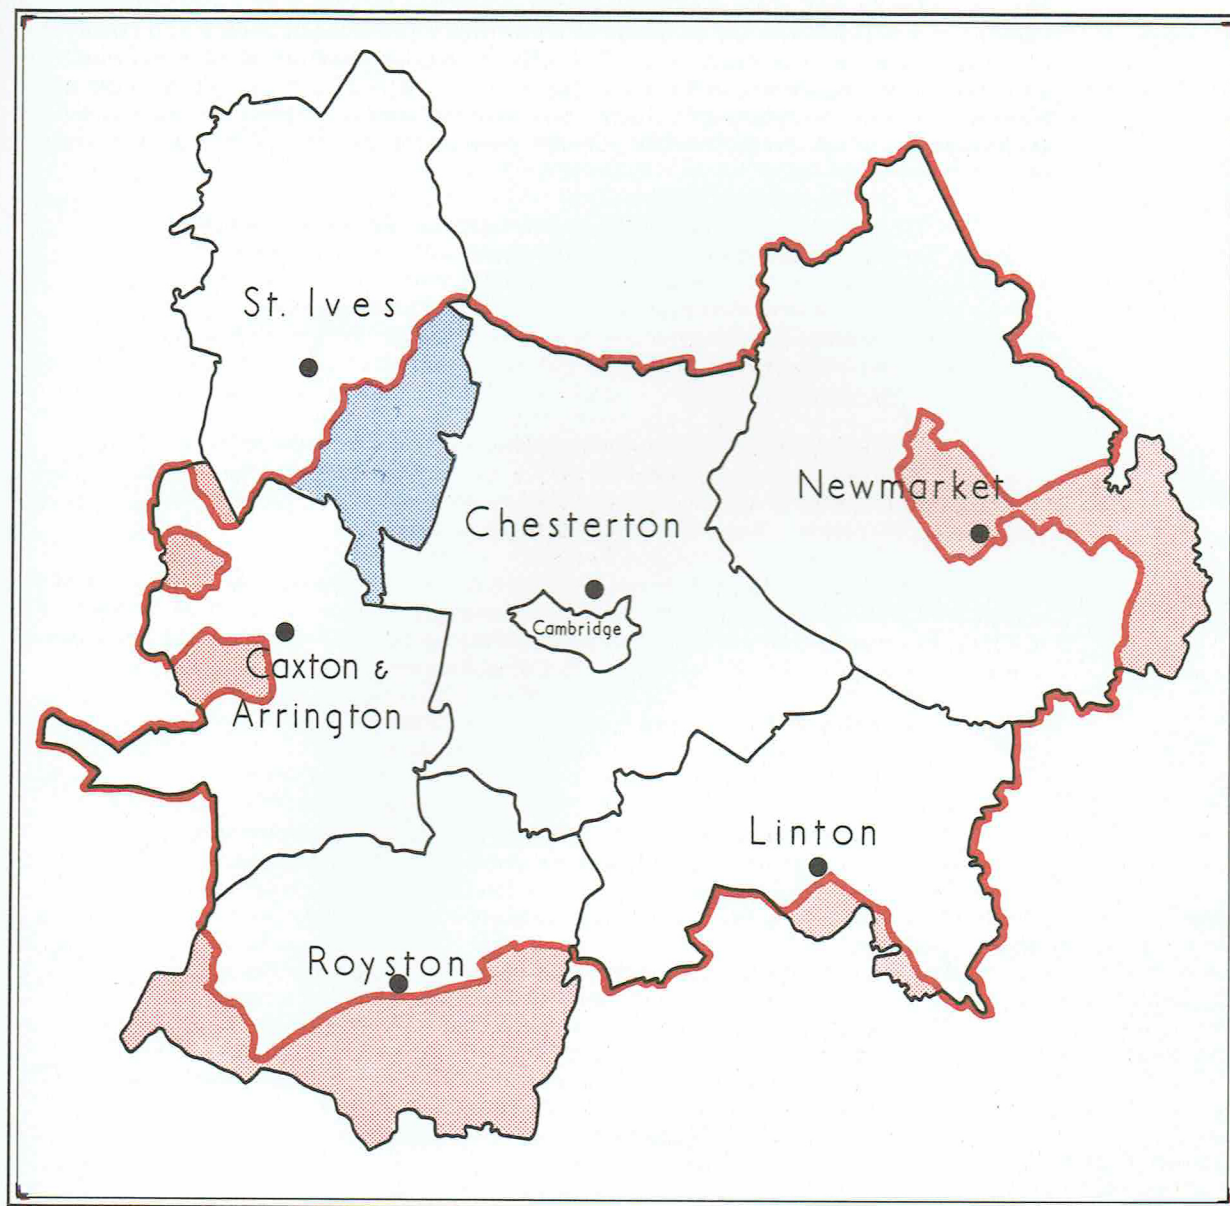 St. Ives
Newmarket
Chesterton
Cambridge
Caxton &
Arrington
Linton
Royston